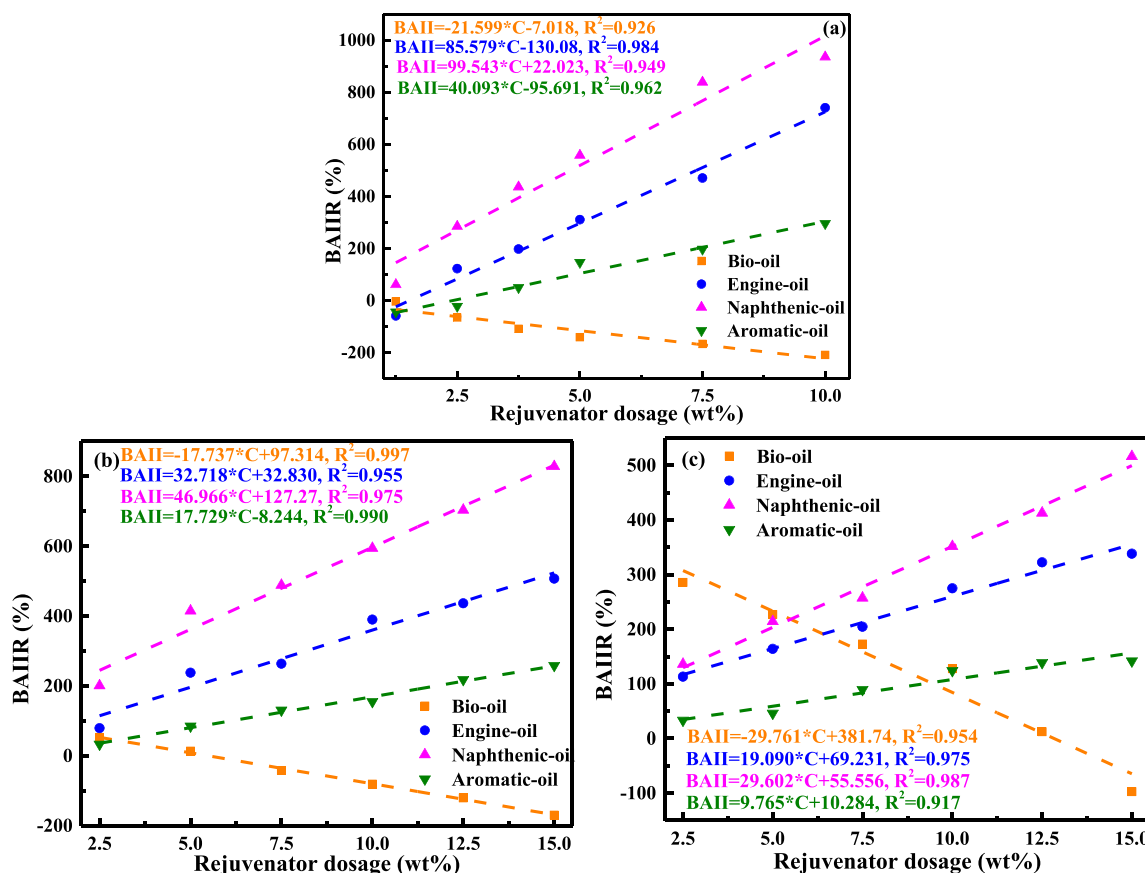 (a)
BAII=-21.599*C-7.018, R²=0.926
BAII=85.579*C-130.08, R²=0.984
BAII=99.543*C+22.023, R²=0.949
BAII=40.093*C-95.691, R²=0.962
1000
800
600
400
200
0
-200
BAIIR (%)
Bio-oil
Engine-oil
Naphthenic-oil
Aromatic-oil
2.5 5.0 7.5 10.0
Rejuvenator dosage (wt%)
(b)
BAII=-17.737*C+97.314, R²=0.997
BAII=32.718*C+32.830, R²=0.955
BAII=46.966*C+127.27, R²=0.975
BAII=17.729*C-8.244, R²=0.990
800
600
400
200
0
-200
BAIIR (%)
Bio-oil
Engine-oil
Naphthenic-oil
Aromatic-oil
2.5 5.0 7.5 10.0 12.5 15.0
Rejuvenator dosage (wt%)
(c)
Bio-oil
Engine-oil
Naphthenic-oil
Aromatic-oil
500
400
300
200
100
0
-100
BAIIR (%)
BAII=-29.761*C+381.74, R²=0.954
BAII=19.090*C+69.231, R²=0.975
BAII=29.602*C+55.556, R²=0.987
BAII=9.765*C+10.284, R²=0.917
2.5 5.0 7.5 10.0 12.5 15.0
Rejuvenator dosage (wt%)